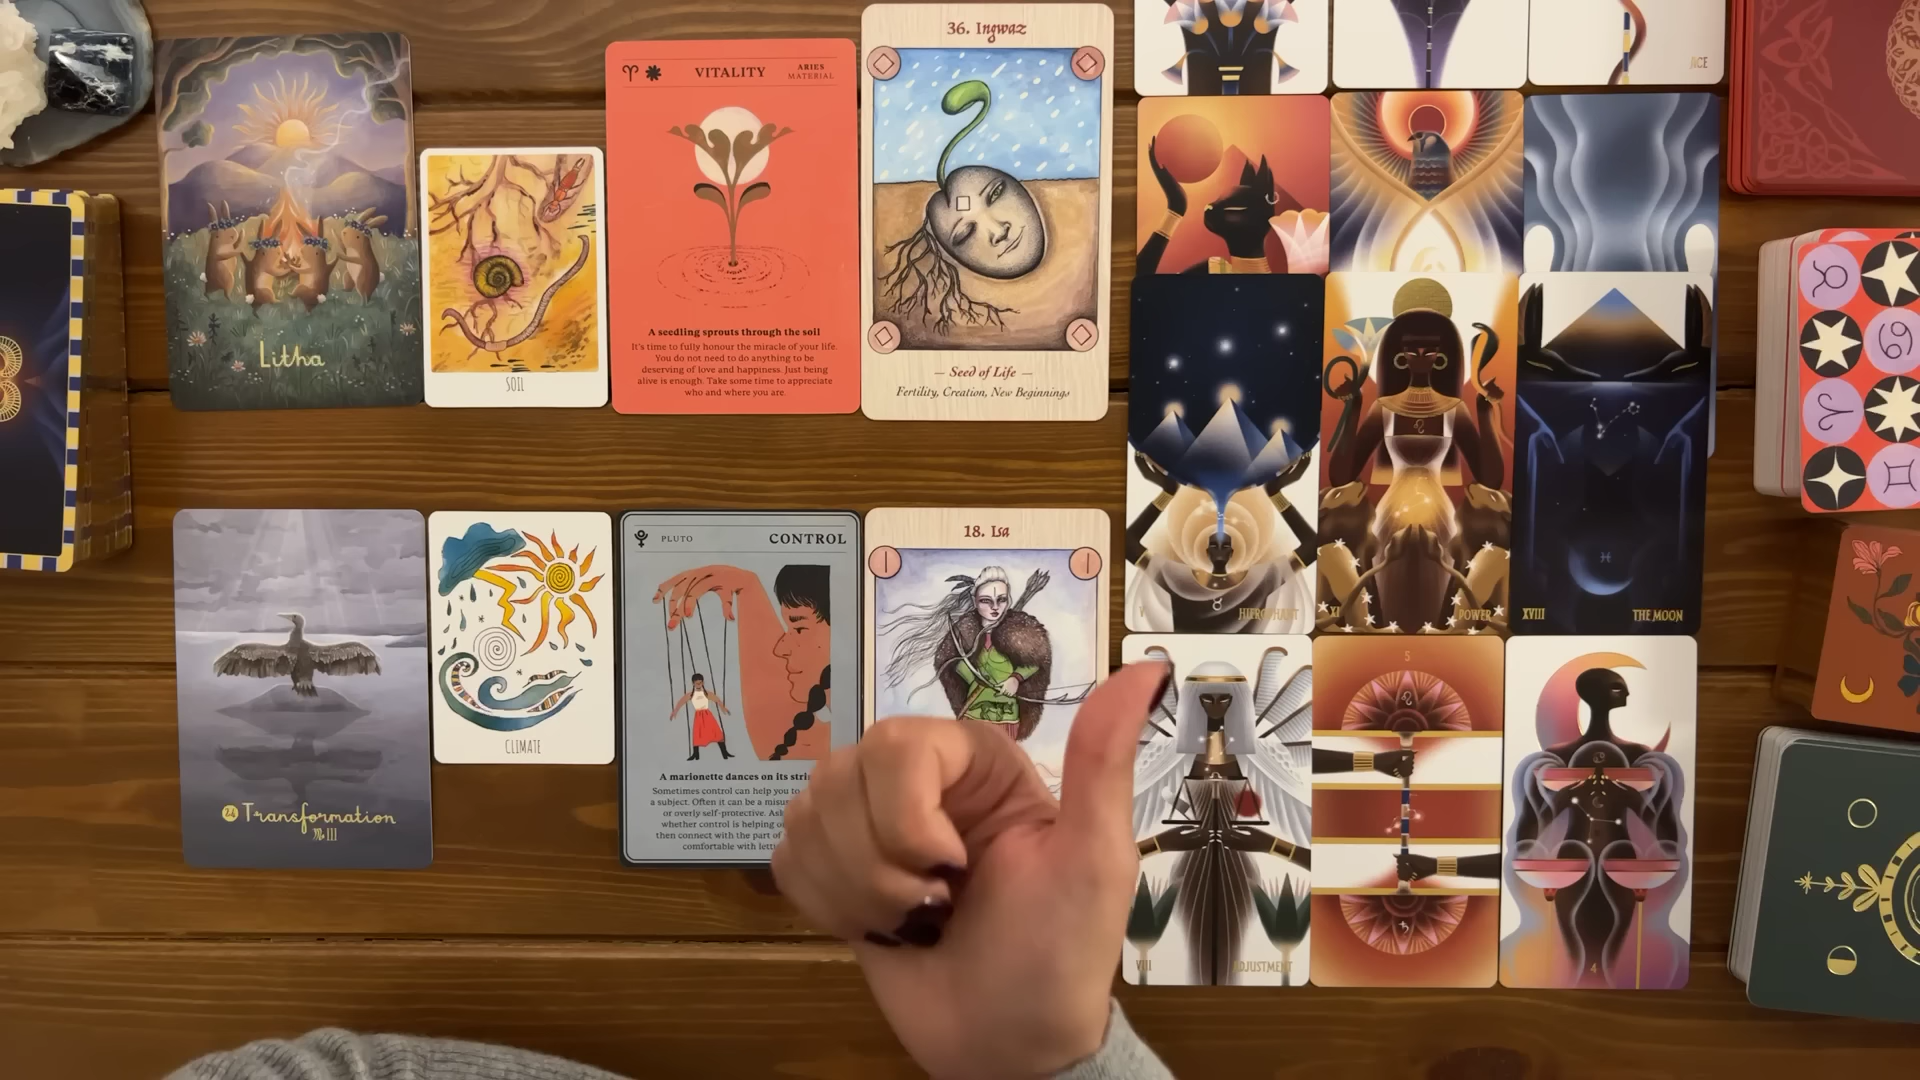 Litha
SOIL
VITALITY
ARIES
MATERIAL
A seedling sprouts through the soil
It's time to fully honour the miracle of your life.
You do not need to do anything to be
deserving of love and happiness. Just being
alive is enough. Take some time to appreciate
who and where you are.
36. Ingwaz
— Seed of Life —
Fertility, Creation, New Beginnings
V
HIEROPHANT
XI
POWER
XVIII
THE MOON
24 Transformation
III
CLIMATE
PLUTO
CONTROL
A marionette dances on its
Sometimes control can help you to
a subject. Often it can be a
or overly self-protective.
whether control is helping
then connect with the part of
comfortable with
18. Isa
VIII
ADJUSTMENT
5
4